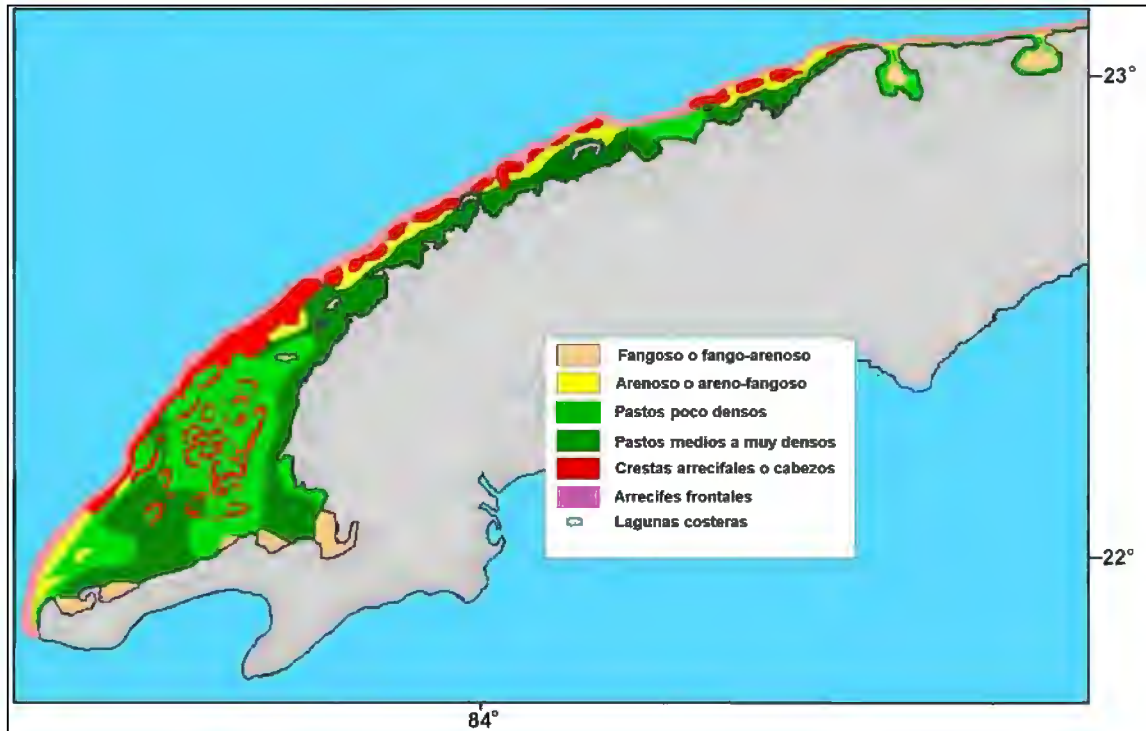 23°
Fangoso o fango-arenoso
Arenoso o areno-fangoso
Pastos poco densos
Pastos medios a muy densos
Crestas arrecifales o cabezos
Arrecifes frontales
Lagunas costeras
22°
84°